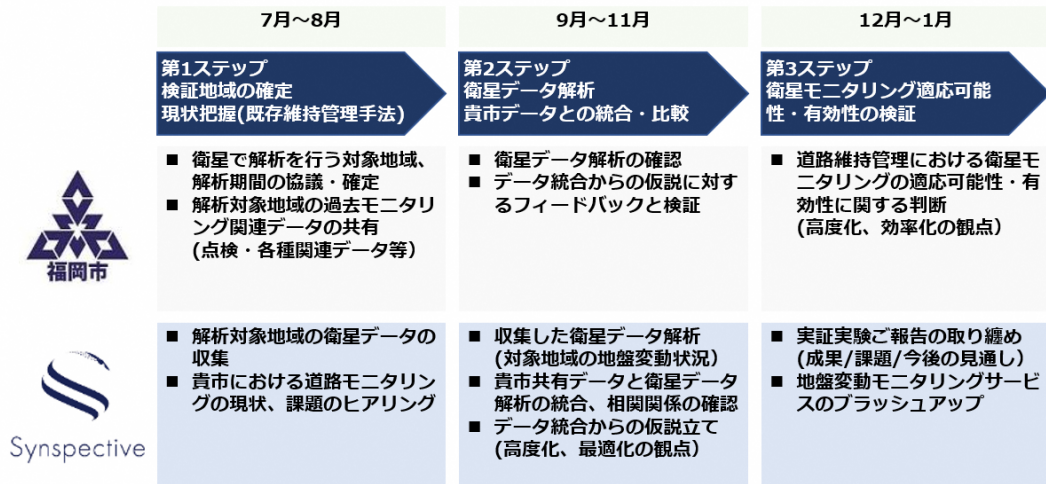 7月～8月
9月～11月
12月～1月
第1ステップ
検証地域の確定
現状把握(既存維持管理手法)
第2ステップ
衛星データ解析
貴市データとの統合・比較
第3ステップ
衛星モニタリング適応可能
性・有効性の検証
福岡市
■ 衛星で解析を行う対象地域、
解析期間の協議・確定
■ 解析対象地域の過去モニタリ
ング関連データの共有
(点検・各種関連データ等）
■ 衛星データ解析の確認
■ データ統合からの仮説に対す
るフィードバックと検証
■ 道路維持管理における衛星モ
ニタリングの適応可能性・有
効性に関する判断
(高度化、効率化の観点）
Synspective
■ 解析対象地域の衛星データの
収集
■ 貴市における道路モニタリン
グの現状、課題のヒアリング
■ 収集した衛星データ解析
(対象地域の地盤変動状況）
■ 貴市共有データと衛星データ
解析の統合、相関関係の確認
■ データ統合からの仮説立て
(高度化、最適化の観点）
■ 実証実験ご報告の取り纏め
(成果/課題/今後の見通し）
■ 地盤変動モニタリングサービ
スのブラッシュアップ